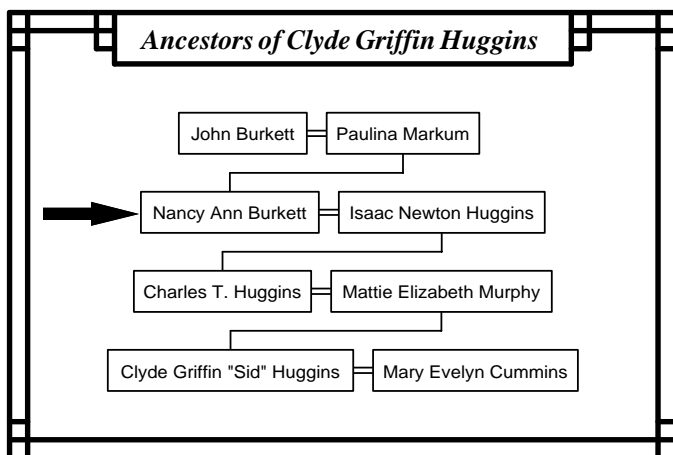 Ancestors of Clyde Griffin Huggins
John Burkett
Paulina Markum
Nancy Ann Burkett
Isaac Newton Huggins
Charles T. Huggins
Mattie Elizabeth Murphy
Clyde Griffin "Sid" Huggins
Mary Evelyn Cummins